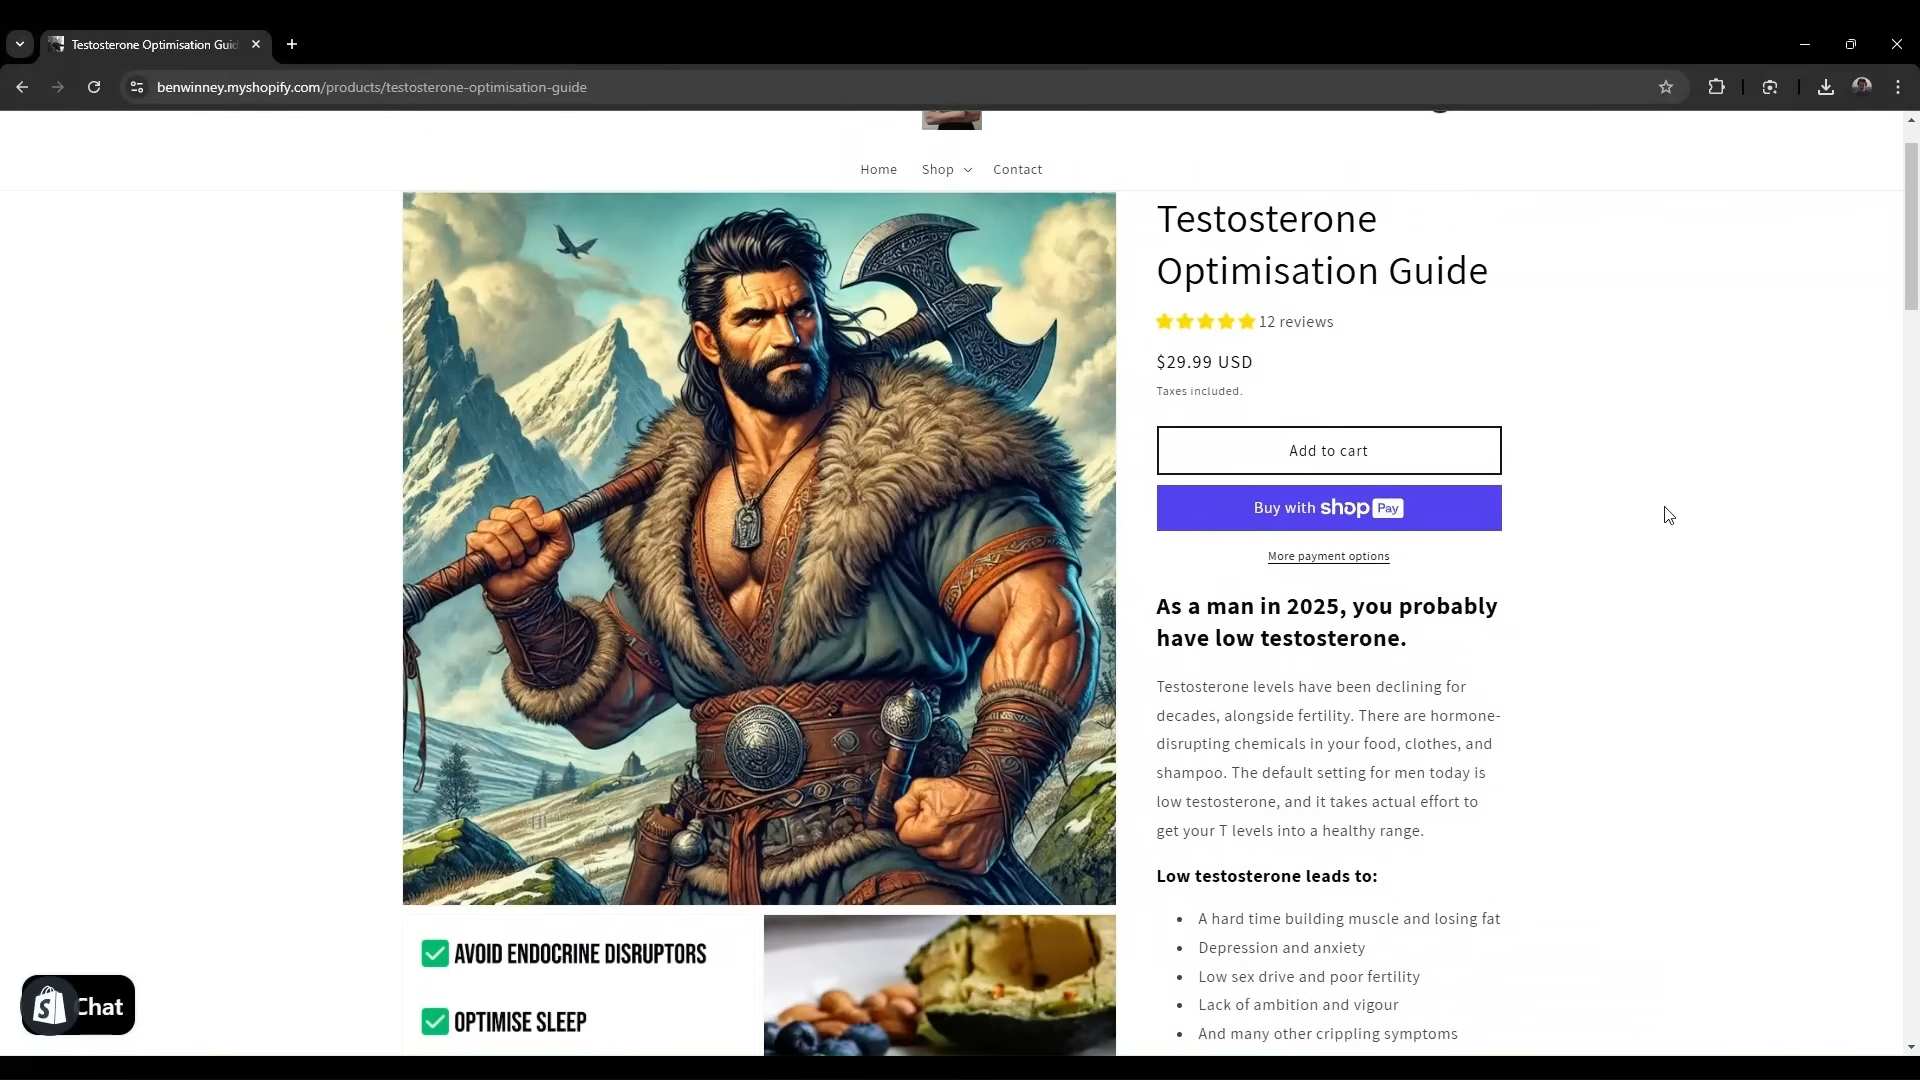 Testosterone Optimisation Guid
benwinney.myshopify.com/products/testosterone-optimisation-guide
Home
Shop
Contact
Testosterone
Optimisation Guide
12 reviews
$29.99 USD
Taxes included.
Add to cart
Buy with shop Pay
More payment options
As a man in 2025, you probably
have low testosterone.
Testosterone levels have been declining for
decades, alongside fertility. There are hormone-
disrupting chemicals in your food, clothes, and
shampoo. The default setting for men today is
low testosterone, and it takes actual effort to
get your T levels into a healthy range.
Low testosterone leads to:
A hard time building muscle and losing fat
Depression and anxiety
Low sex drive and poor fertility
Lack of ambition and vigour
And many other crippling symptoms
AVOID ENDOCRINE DISRUPTORS
OPTIMISE SLEEP
Chat